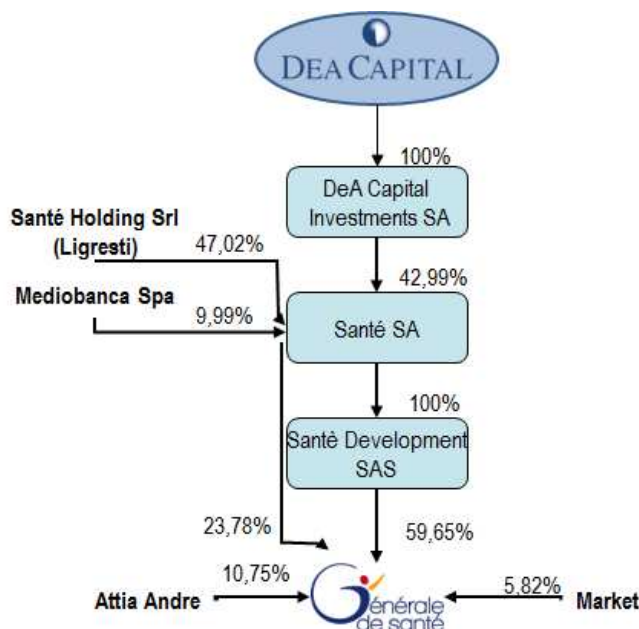 DEA CAPITAL
100%
DeA Capital
Investments SA
Santé Holding Srl
(Ligresti)
47,02%
42,99%
Mediobanca Spa
9,99%
Santé SA
100%
Santè Development
SAS
23,78%
59,65%
10,75%
Attia Andre
Générale
de santé
5,82%
Market